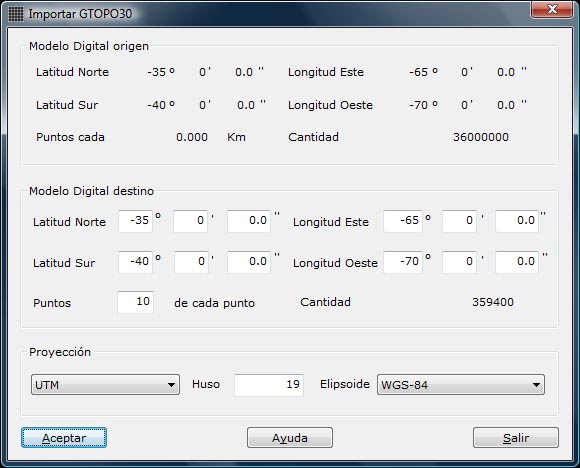 Importar GTOPO30
Modelo Digital origen
Latitud Norte -35 º 0 ' 0.0 '' Longitud Este -65 º 0 ' 0.0 ''
Latitud Sur -40 º 0 ' 0.0 '' Longitud Oeste -70 º 0 ' 0.0 ''
Puntos cada 0.000 Km Cantidad 36000000
Modelo Digital destino
Latitud Norte -35 º 0 ' 0.0 '' Longitud Este -65 º 0 ' 0.0 ''
Latitud Sur -40 º 0 ' 0.0 '' Longitud Oeste -70 º 0 ' 0.0 ''
Puntos 10 de cada punto Cantidad 359400
Proyección
UTM Huso 19 Elipsoide WGS-84
Aceptar Ayuda Salir